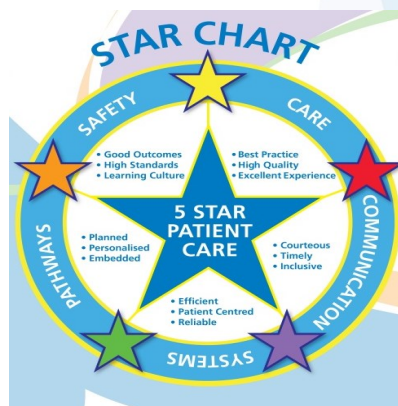 STAR CHART
SAFETY
CARE
• Good Outcomes
• High Standards
• Learning Culture
• Best Practice
• High Quality
• Excellent Experience
5 STAR
PATIENT
CARE
• Planned
• Personalised
• Embedded
• Courteous
• Timely
• Inclusive
PATHWAYS
COMMUNICATION
• Efficient
• Patient Centred
• Reliable
SYSTEMS